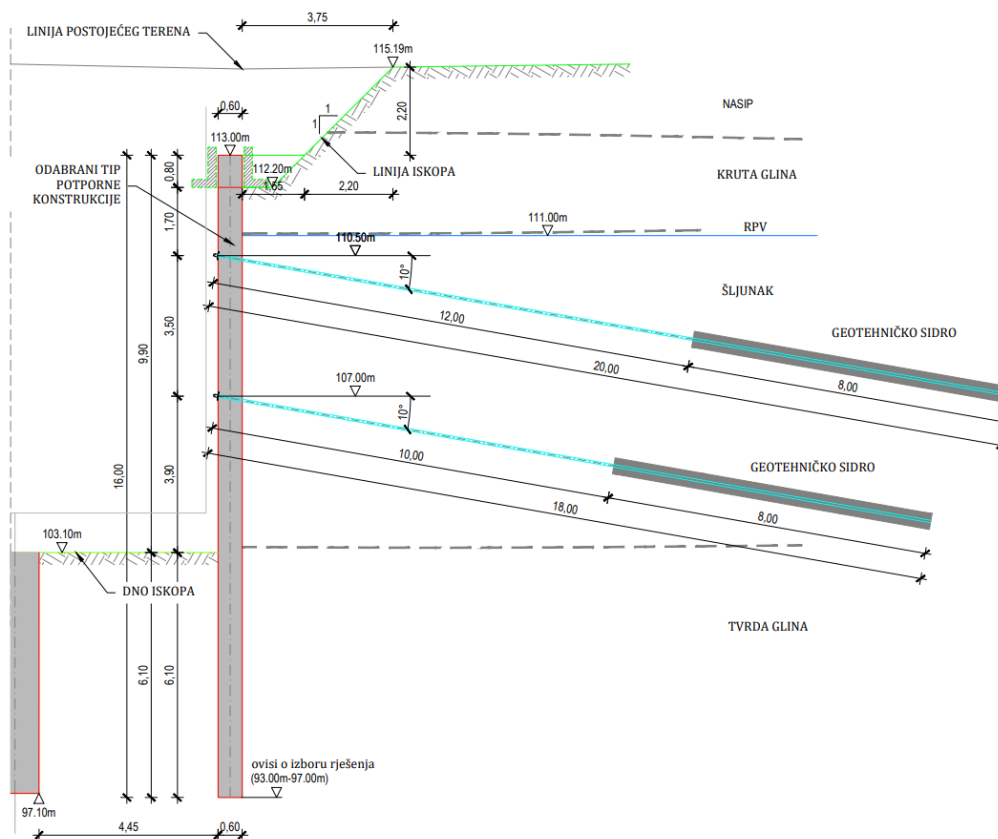 3,75
LINIJA POSTOJEĆEG TERENA
115.19m
NASIP
0,60
1
1
2,20
113.00m
LINIJA ISKOPA
KRUTA GLINA
ODABRANI TIP
POTPORNE
KONSTRUKCIJE
0,80
112.20m
1,65
2,20
1,70
111.00m
RPV
110.50m
10°
ŠLJUNAK
12,00
GEOTEHNIČKO SIDRO
3,50
9,90
20,00
8,00
107.00m
10°
10,00
GEOTEHNIČKO SIDRO
16,00
3,90
18,00
8,00
103.10m
DNO ISKOPA
TVRDA GLINA
6,10
6,10
ovisi o izboru rješenja
(93.00m-97.00m)
97.10m
4,45
0,60